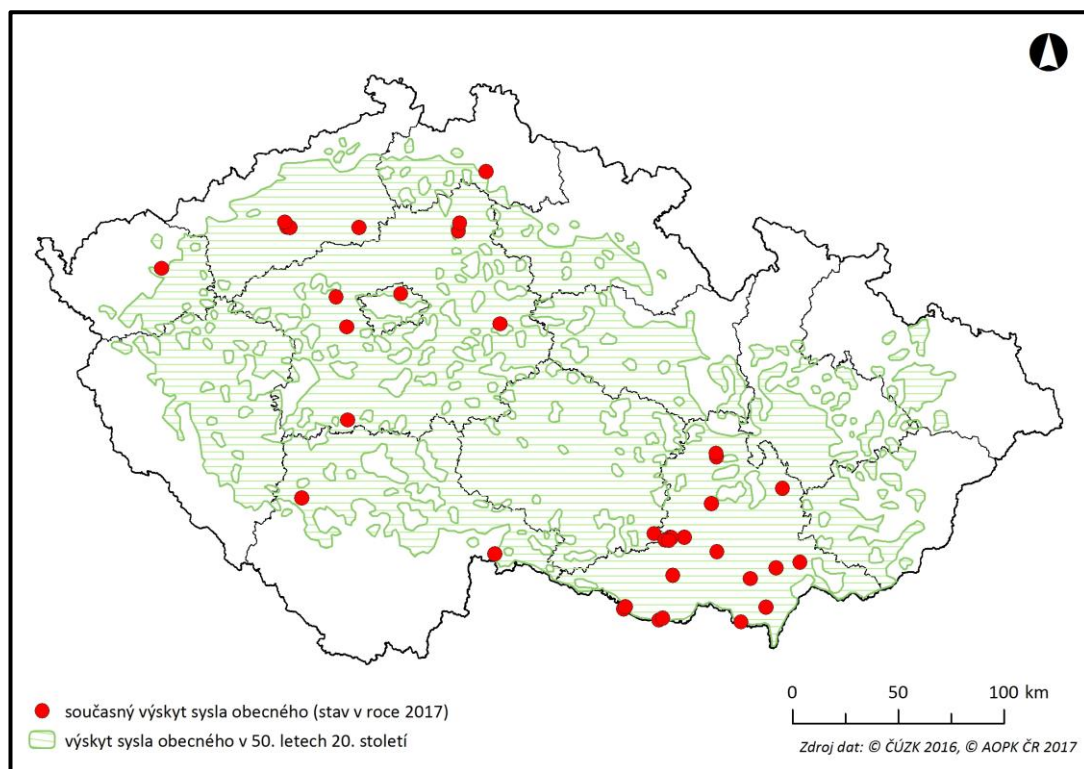 současný výskyt sysla obecného (stav v roce 2017)
výskyt sysla obecného v 50. letech 20. století
0 50 100 km
Zdroj dat: © ČÚZK 2016, © AOPK ČR 2017